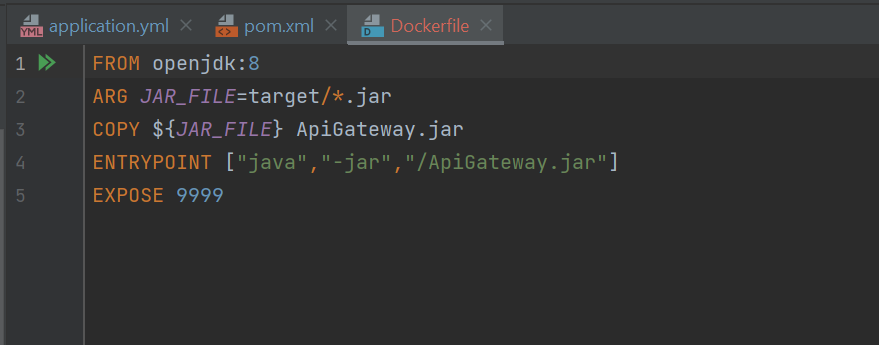 YML application.yml × <> pom.xml × D Dockerfile ×
1 FROM openjdk:8
2 ARG JAR_FILE=target/*.jar
3 COPY ${JAR_FILE} ApiGateway.jar
4 ENTRYPOINT ["java","-jar","/ApiGateway.jar"]
5 EXPOSE 9999